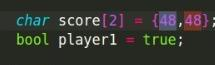 char score[2] = {48,48};
bool player1 = true;